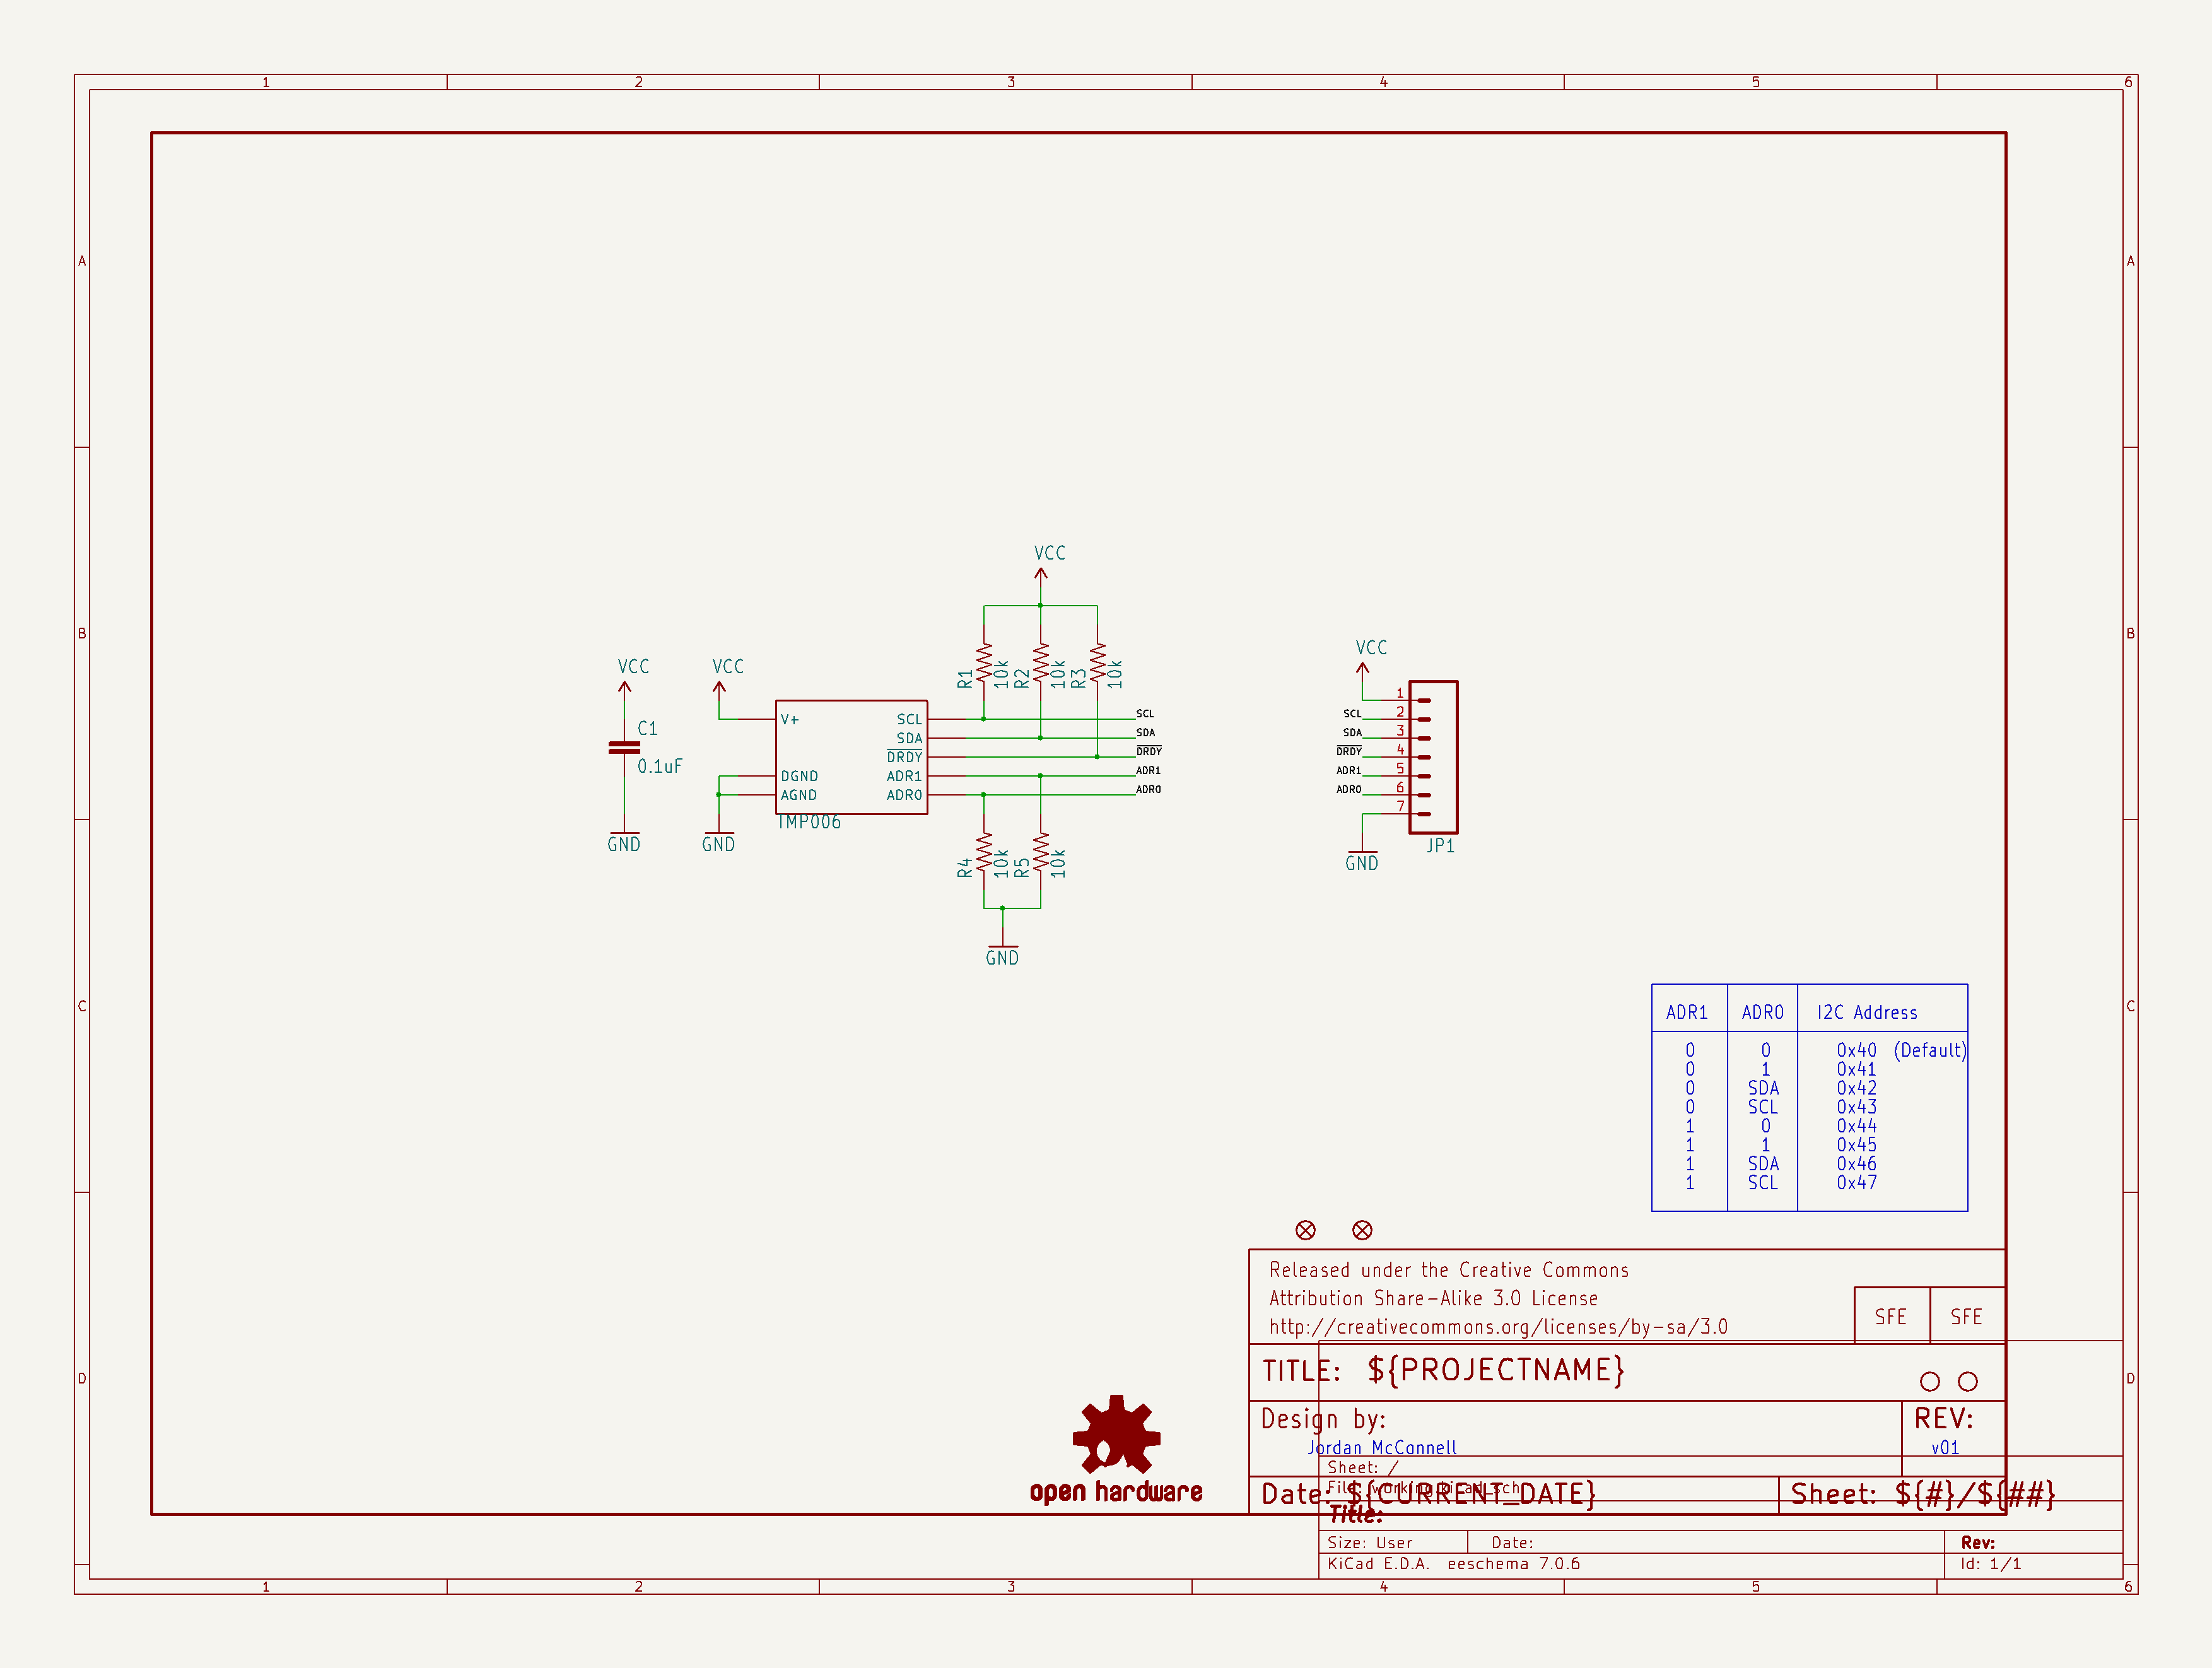 1 2 3 4 5 6
A A
VCC
B B
VCC VCC VCC
R1 10k R2 10k R3 10k
C1
0.1uF
V+ SCL SCL
SDA SDA
DRDY DRDY
DGND ADR1 ADR1
AGND ADR0 ADR0
TMP006
1
SCL 2
SDA 3
DRDY 4
ADR1 5
ADR0 6
7
JP1
GND GND GND
R4 10k R5 10k
GND
C C
ADR1 ADR0 I2C Address
0 0 0x40 (Default)
0 1 0x41
0 SDA 0x42
0 SCL 0x43
1 0 0x44
1 1 0x45
1 SDA 0x46
1 SCL 0x47
Released under the Creative Commons
Attribution Share-Alike 3.0 License
http://creativecommons.org/licenses/by-sa/3.0
SFE SFE
TITLE: ${PROJECTNAME}
D D
Design by: REV:
Jordan McConnell v01
Sheet: /
File: working.kicad_sch
Date: ${CURRENT_DATE} Sheet: ${#}/${##}
open hardware
Title:
Size: User Date: Rev:
KiCad E.D.A. eeschema 7.0.6 Id: 1/1
1 2 3 4 5 6